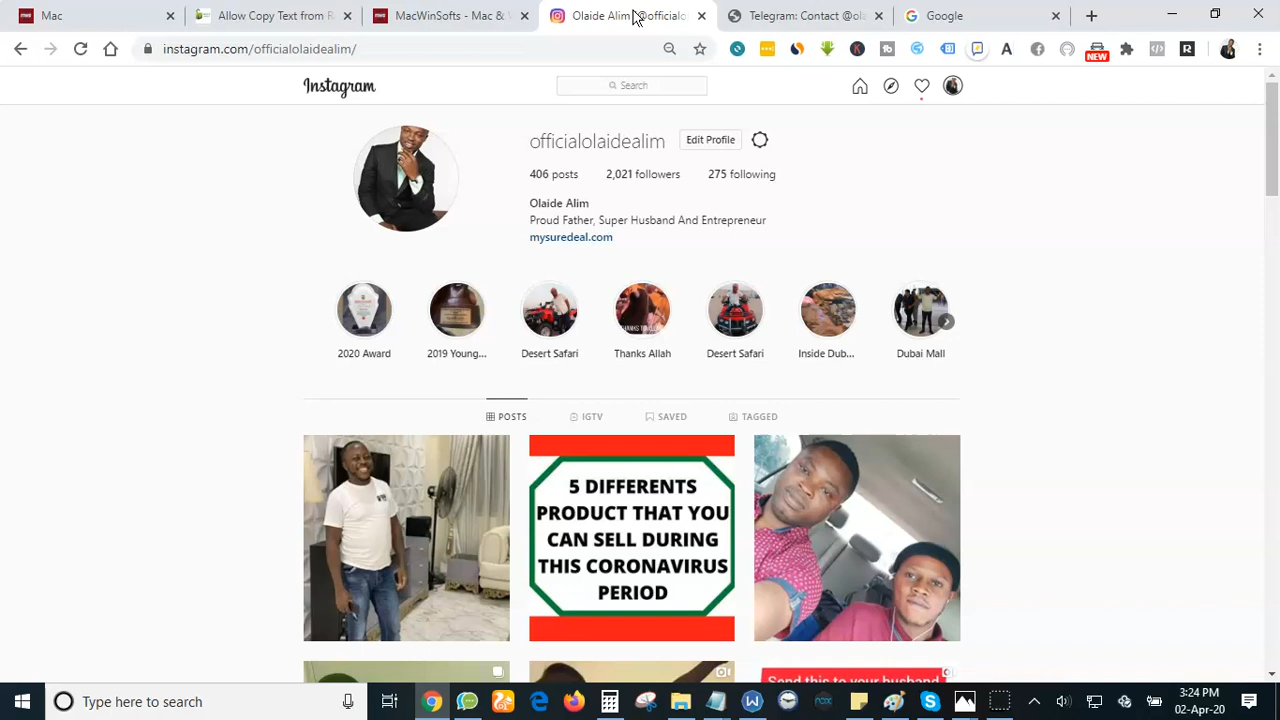 Mac
Allow Copy Text from R
MacWinSoft - Mac & W
Olaide Alim
Telegram: Contact @ola
Google
instagram.com/officialolaidealim/
NEW
Instagram
Search
officialolaidealim
Edit Profile
406 posts
2,021 followers
275 following
Olaide Alim
Proud Father, Super Husband And Entrepreneur
mysuredeal.com
THANKS
2020 Award
2019 Young...
Desert Safari
Thanks Allah
Desert Safari
Inside Dub...
Dubai Mall
POSTS
IGTV
SAVED
TAGGED
5 DIFFERENTS
PRODUCT THAT YOU
CAN SELL DURING
THIS CORONAVIRUS
PERIOD
Send this to your husband
Type here to search
3:24 PM
02-Apr-20